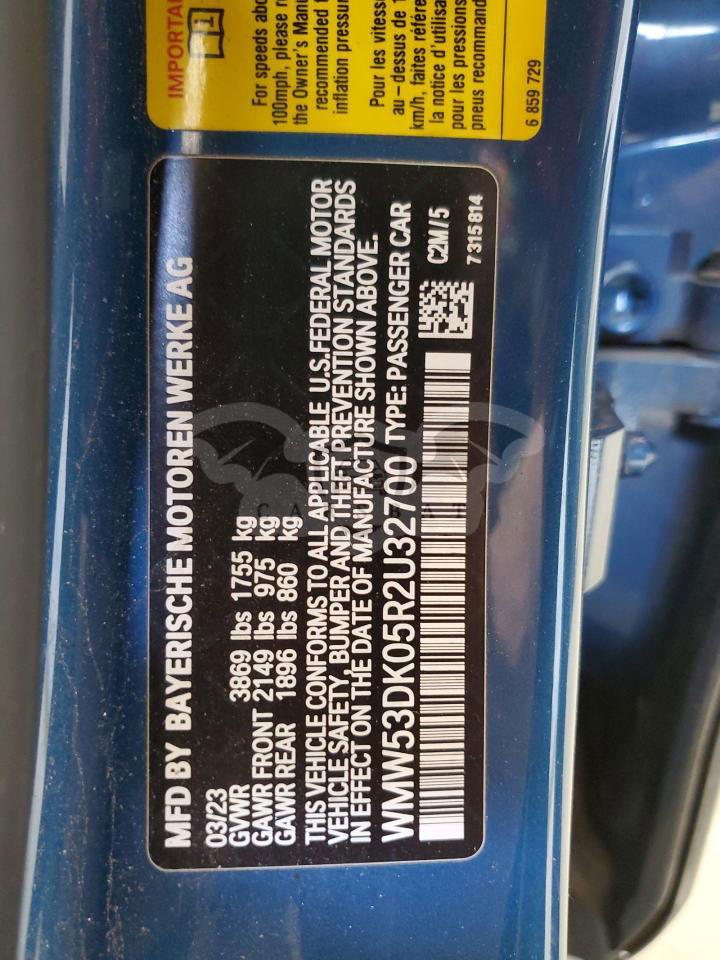 IMPORTA
For speeds abo
100mph, please r
the Owner's Manu
recommended
inflation pressur
Pour les vitesse
au - dessus de 1
km/h, faites référe
la notice d'utilisat
pour les pressions
pneus recommand
6 859 729
MFD BY BAYERISCHE MOTOREN WERKE AG
03/23
GVWR 3869 lbs 1755 kg
GAWR FRONT 2149 lbs 975 kg
GAWR REAR 1896 lbs 860 kg
THIS VEHICLE CONFORMS TO ALL APPLICABLE U.S.FEDERAL MOTOR
VEHICLE SAFETY, BUMPER AND THEFT PREVENTION STANDARDS
IN EFFECT ON THE DATE OF MANUFACTURE SHOWN ABOVE.
WMW53DK05R2U32700 TYPE: PASSENGER CAR
C2M/5
7 315 814